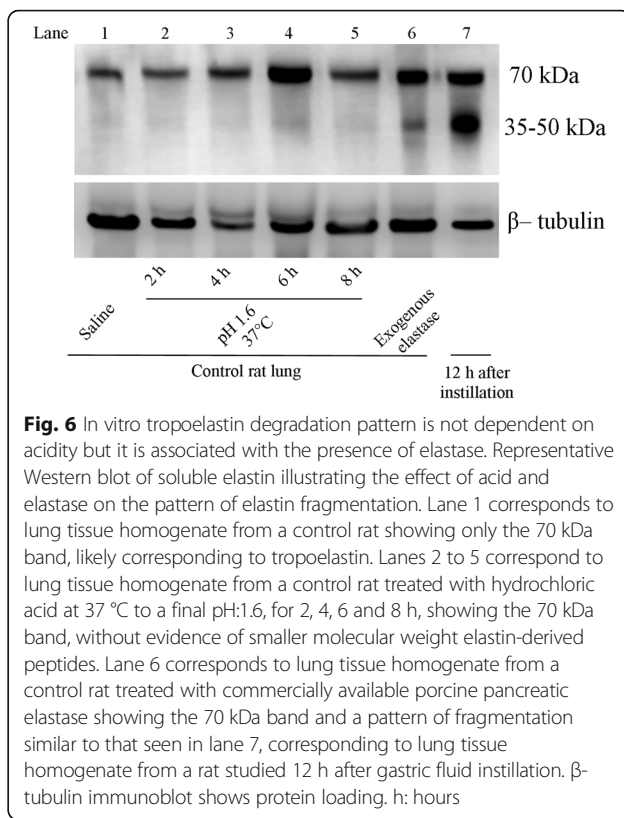 Lane 1 2 3 4 5 6 7
70 kDa
35-50 kDa
β– tubulin
2 h 4 h 6 h 8 h
Saline
pH 1.6
37°C
Exogenous
elastase
Control rat lung
12 h after
instillation
Fig. 6 In vitro tropoelastin degradation pattern is not dependent on
acidity but it is associated with the presence of elastase. Representative
Western blot of soluble elastin illustrating the effect of acid and
elastase on the pattern of elastin fragmentation. Lane 1 corresponds to
lung tissue homogenate from a control rat showing only the 70 kDa
band, likely corresponding to tropoelastin. Lanes 2 to 5 correspond to
lung tissue homogenate from a control rat treated with hydrochloric
acid at 37 °C to a final pH:1.6, for 2, 4, 6 and 8 h, showing the 70 kDa
band, without evidence of smaller molecular weight elastin-derived
peptides. Lane 6 corresponds to lung tissue homogenate from a
control rat treated with commercially available porcine pancreatic
elastase showing the 70 kDa band and a pattern of fragmentation
similar to that seen in lane 7, corresponding to lung tissue
homogenate from a rat studied 12 h after gastric fluid instillation. β-
tubulin immunoblot shows protein loading. h: hours